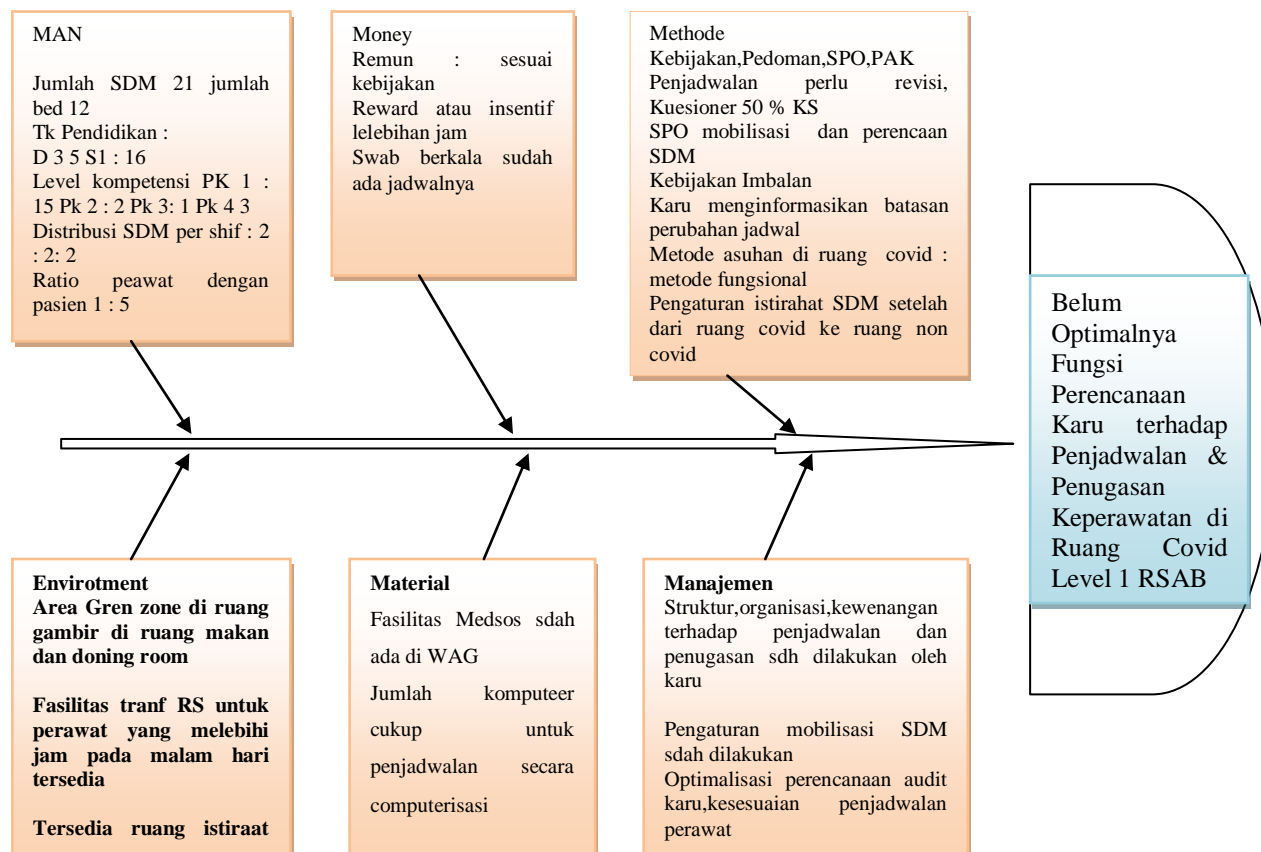 MAN
Jumlah SDM 21 jumlah
bed 12
Tk Pendidikan :
D 3 5 S1 : 16
Level kompetensi PK 1 :
15 Pk 2 : 2 Pk 3: 1 Pk 4 3
Distribusi SDM per shif : 2
: 2: 2
Ratio peawat dengan
pasien 1 : 5
Money
Remun : sesuai
kebijakan
Reward atau insentif
lelebihan jam
Swab berkala sudah
ada jadwalnya
Methode
Kebijakan,Pedoman,SPO,PAK
Penjadwalan perlu revisi,
Kuesioner 50 % KS
SPO mobilisasi dan perencaan
SDM
Kebijakan Imbalan
Karu menginformasikan batasan
perubahan jadwal
Metode asuhan di ruang covid :
metode fungsional
Pengaturan istirahat SDM setelah
dari ruang covid ke ruang non
covid
Belum
Optimalnya
Fungsi
Perencanaan
Karu terhadap
Penjadwalan &
Penugasan
Keperawatan di
Ruang Covid
Level 1 RSAB
Envirotment
Area Gren zone di ruang
gambir di ruang makan
dan doning room
Fasilitas tranf RS untuk
perawat yang melebihi
jam pada malam hari
tersedia
Tersedia ruang istiraat
Material
Fasilitas Medsos sdah
ada di WAG
Jumlah komputeer
cukup untuk
penjadwalan secara
computerisasi
Manajemen
Struktur,organisasi,kewenangan
terhadap penjadwalan dan
penugasan sdh dilakukan oleh
karu
Pengaturan mobilisasi SDM
sdah dilakukan
Optimalisasi perencanaan audit
karu,kesesuaian penjadwalan
perawat